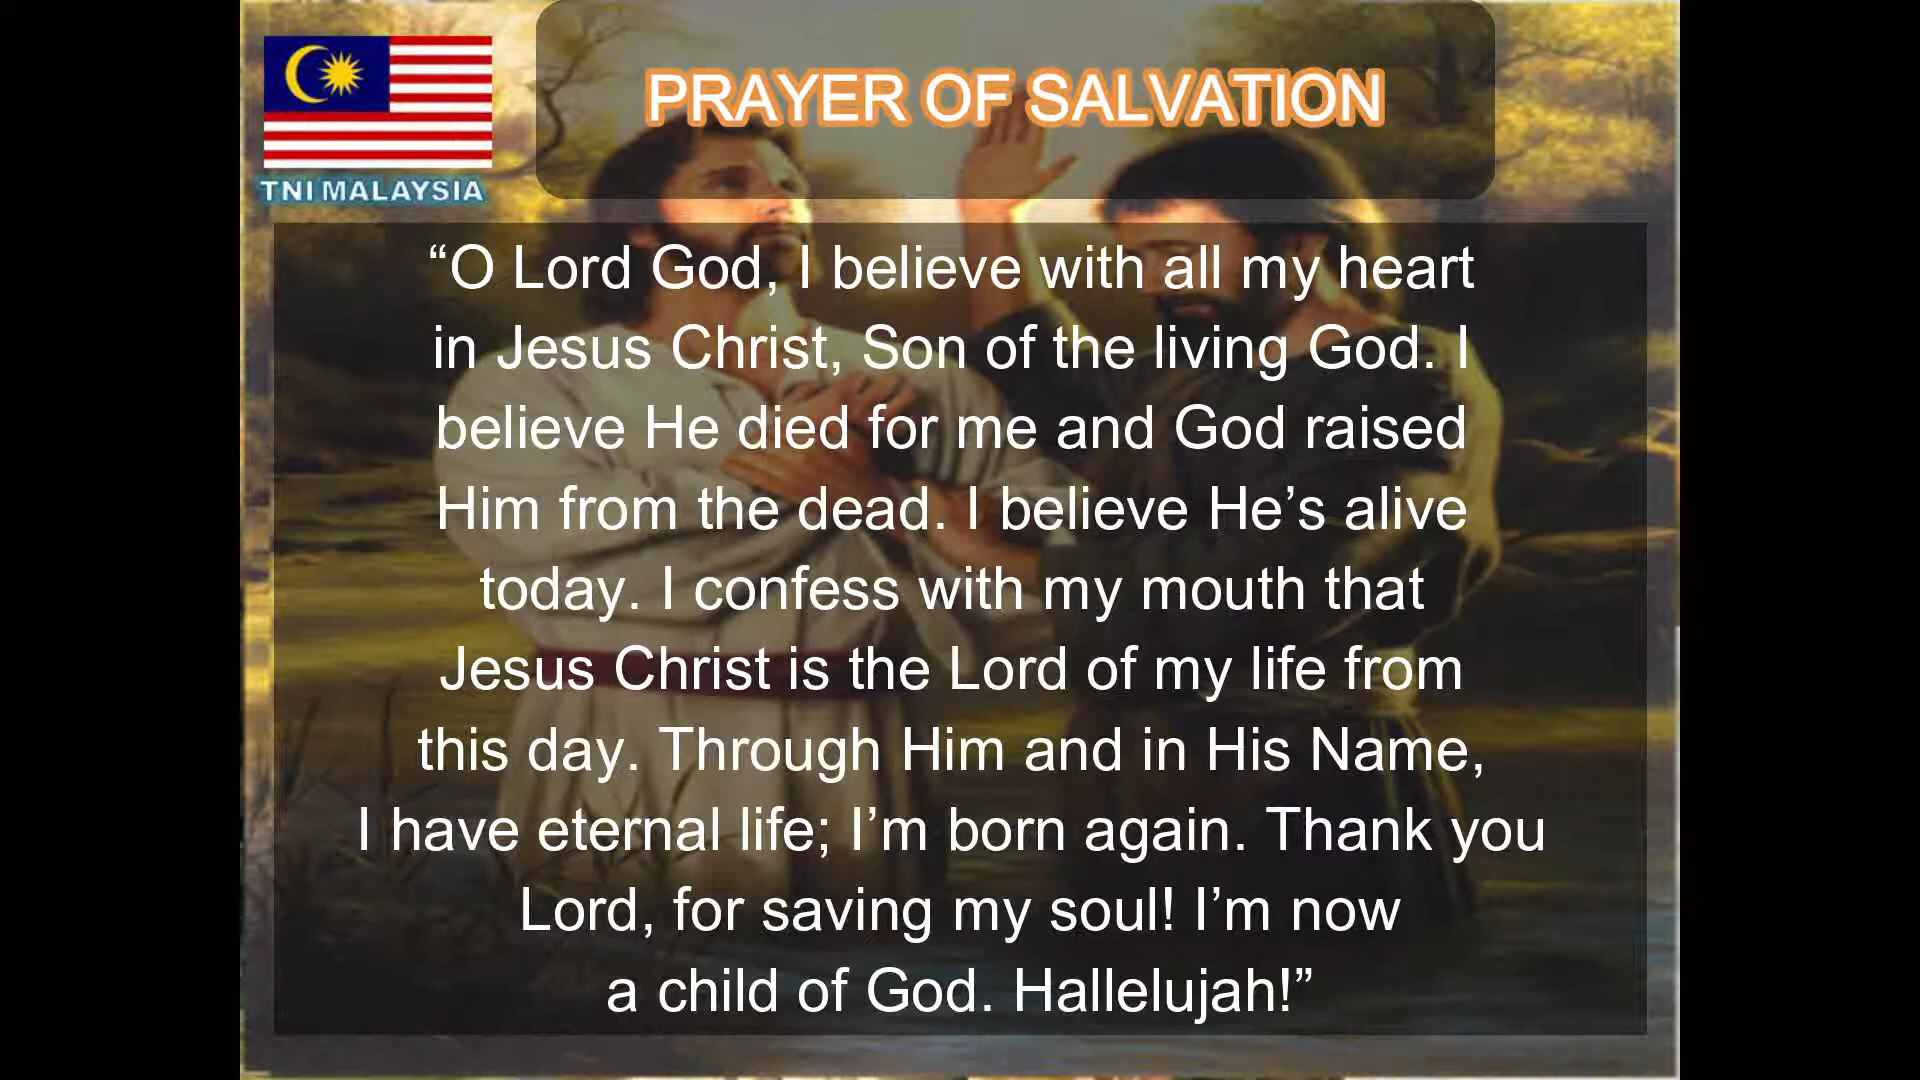 PRAYER OF SALVATION
TNI MALAYSIA
“O Lord God, I believe with all my heart
in Jesus Christ, Son of the living God. I
believe He died for me and God raised
Him from the dead. I believe He’s alive
today. I confess with my mouth that
Jesus Christ is the Lord of my life from
this day. Through Him and in His Name,
I have eternal life; I’m born again. Thank you
Lord, for saving my soul! I’m now
a child of God. Hallelujah!”